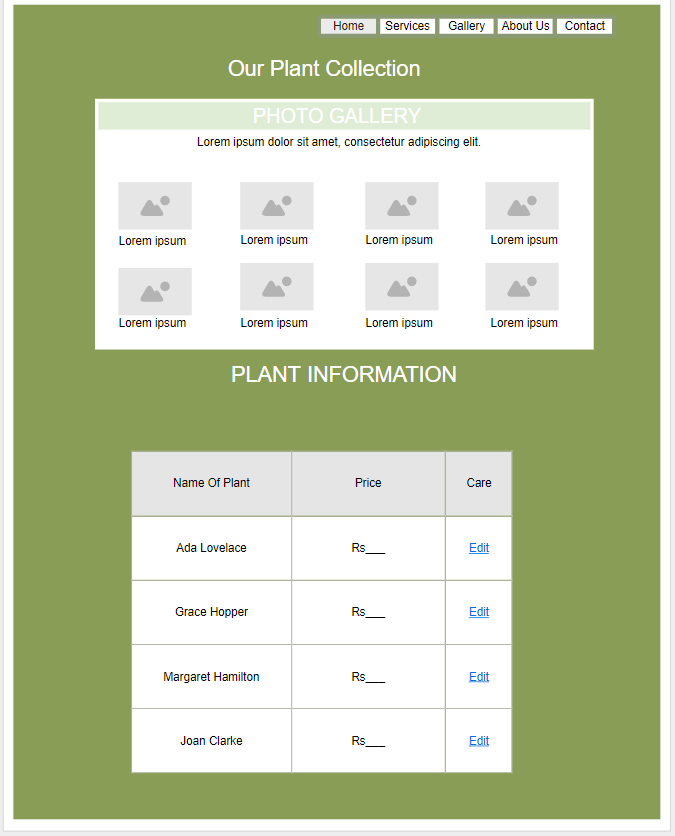 Home Services Gallery About Us Contact
Our Plant Collection
PHOTO GALLERY
Lorem ipsum dolor sit amet, consectetur adipiscing elit.
Lorem ipsum Lorem ipsum Lorem ipsum Lorem ipsum
Lorem ipsum Lorem ipsum Lorem ipsum Lorem ipsum
PLANT INFORMATION
Name Of Plant Price Care
Ada Lovelace Rs___ Edit
Grace Hopper Rs___ Edit
Margaret Hamilton Rs___ Edit
Joan Clarke Rs___ Edit